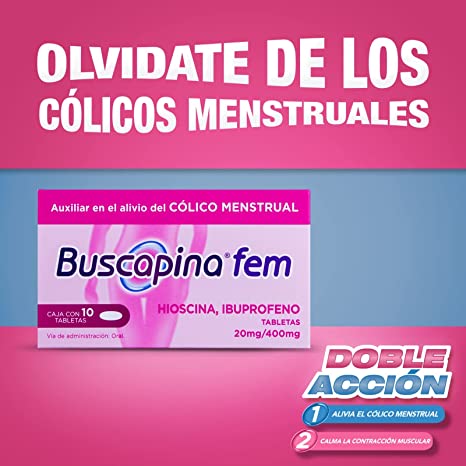 OLVIDATE DE LOS
CÓLICOS MENSTRUALES
Auxiliar en el alivio del CÓLICO MENSTRUAL
Buscapina® fem
HIOSCINA, IBUPROFENO
TABLETAS
20mg/400mg
CAJA CON 10
TABLETAS
Vía de administración: Oral.
DOBLE
ACCIÓN
1 ALIVIA EL CÓLICO MENSTRUAL
2 CALMA LA CONTRACCIÓN MUSCULAR